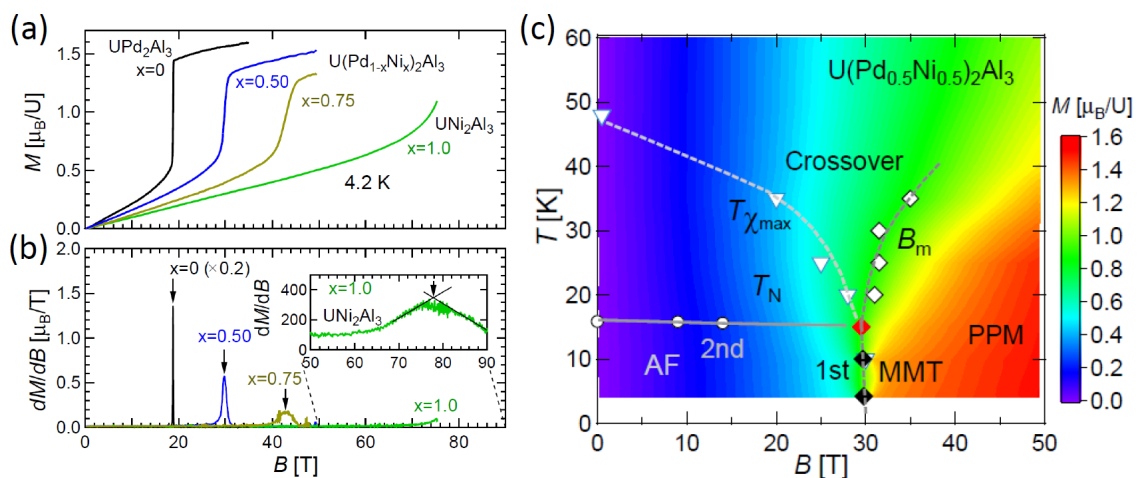 (a)
1.5
1.0
0.5
0.0
M [μB/U]
UPd2Al3
x=0
U(Pd1-xNix)2Al3
x=0.50
x=0.75
UNi2Al3
x=1.0
4.2 K
(b)
2.0
1.5
1.0
0.5
0.0
dM/dB [μB/T]
x=0 (×0.2)
x=0.50
x=0.75
x=1.0
400
300
200
100
0
dM/dB
x=1.0
UNi2Al3
50 60 70 80 90
0 20 40 60 80
B [T]
(c)
60
50
40
30
20
10
0
T [K]
U(Pd0.5Ni0.5)2Al3
Crossover
Tχmax
Bm
TN
2nd
AF
1st
MMT
PPM
0 10 20 30 40 50
B [T]
M [μB/U]
1.6
1.4
1.2
1.0
0.8
0.6
0.4
0.2
0.0